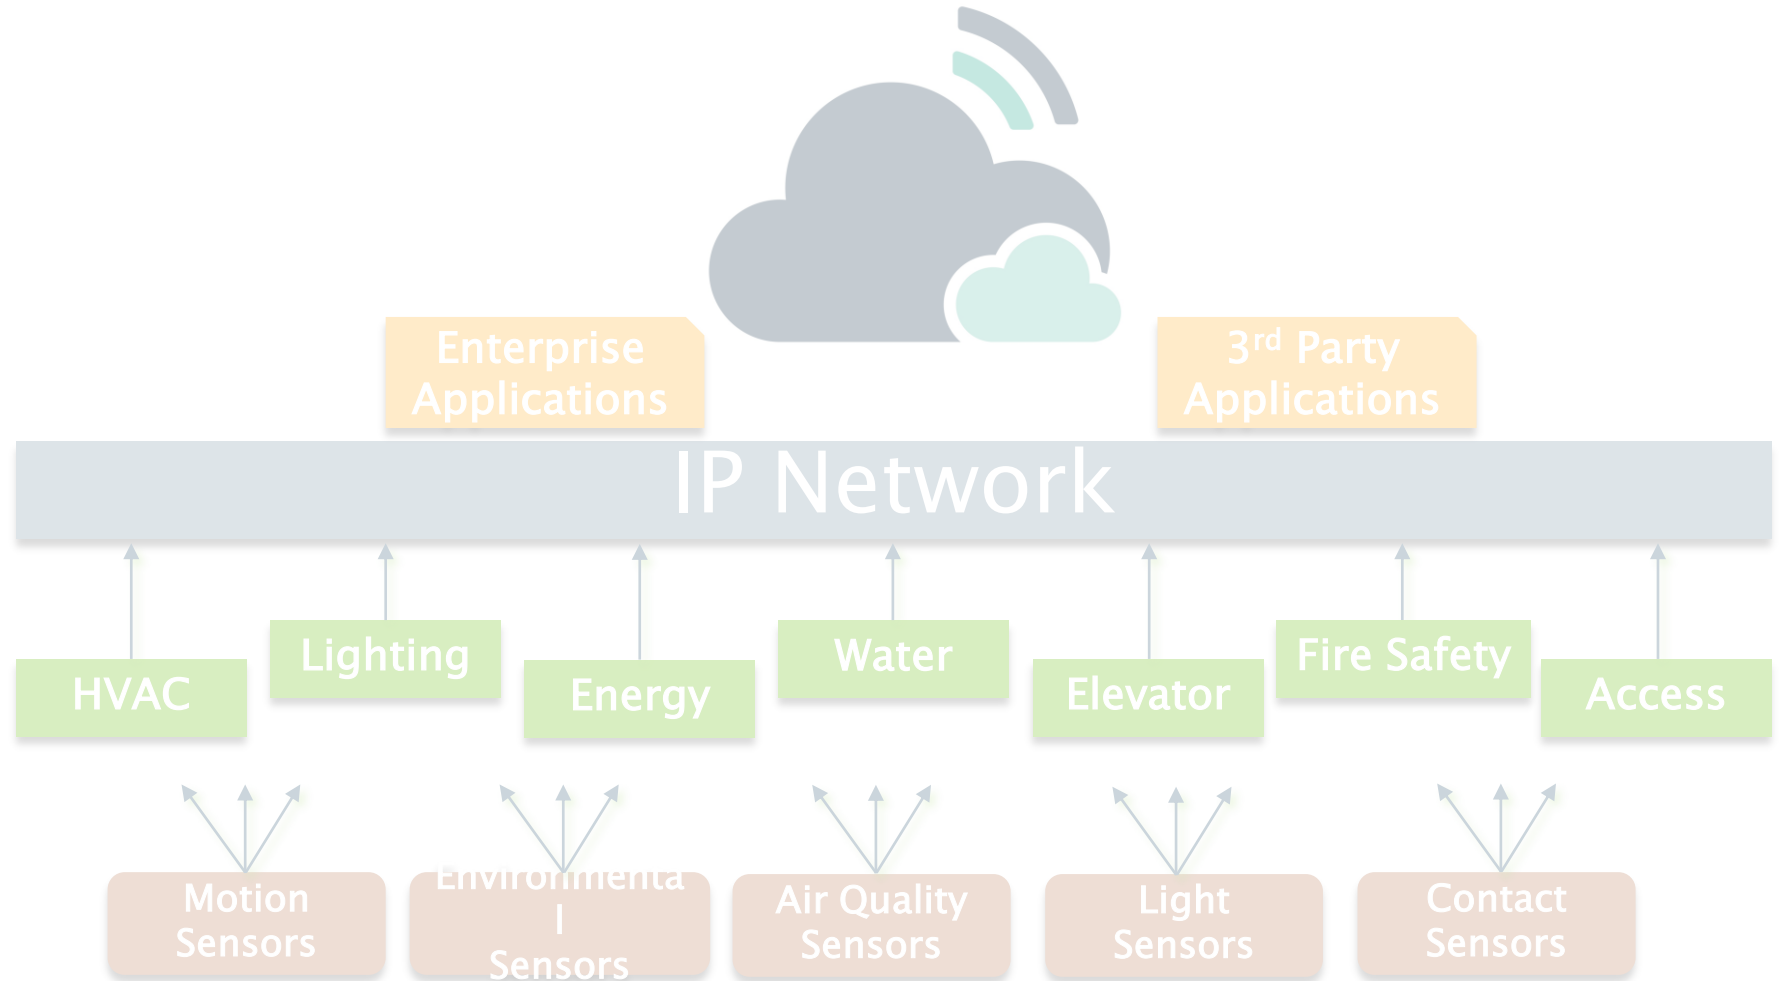 Enterprise
Applications
3rd Party
Applications
IP Network
HVAC
Lighting
Energy
Water
Elevator
Fire Safety
Access
Motion
Sensors
Environmenta
l
Sensors
Air Quality
Sensors
Light
Sensors
Contact
Sensors